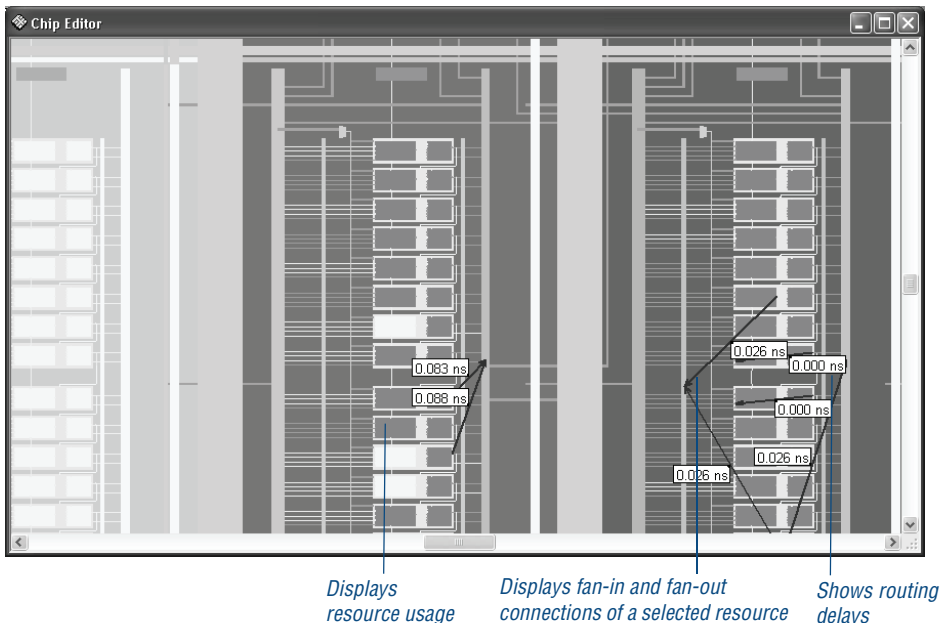 Chip Editor
0.083 ns
0.088 ns
0.026 ns
0.000 ns
0.000 ns
0.026 ns
0.026 ns
Displays
resource usage
Displays fan-in and fan-out
connections of a selected resource
Shows routing
delays